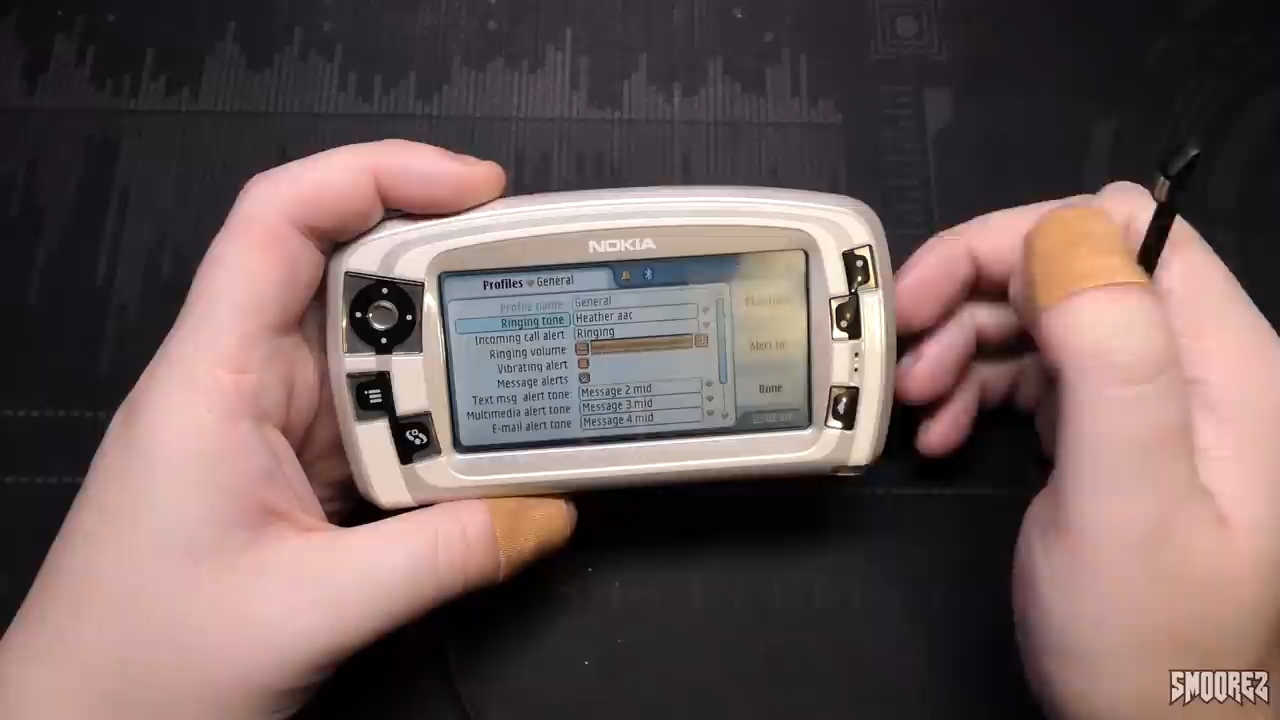 NOKIA
Profiles General
Profile name General
Ringing tone Heather aac
Incoming call alert Ringing
Ringing volume:
Vibrating alert
Message alerts
Text msg alert tone: Message 2 mid
Multimedia alert tone Message 3 mid
E-mail alert tone Message 4 mid
Alert for
Done
SMOOREZ